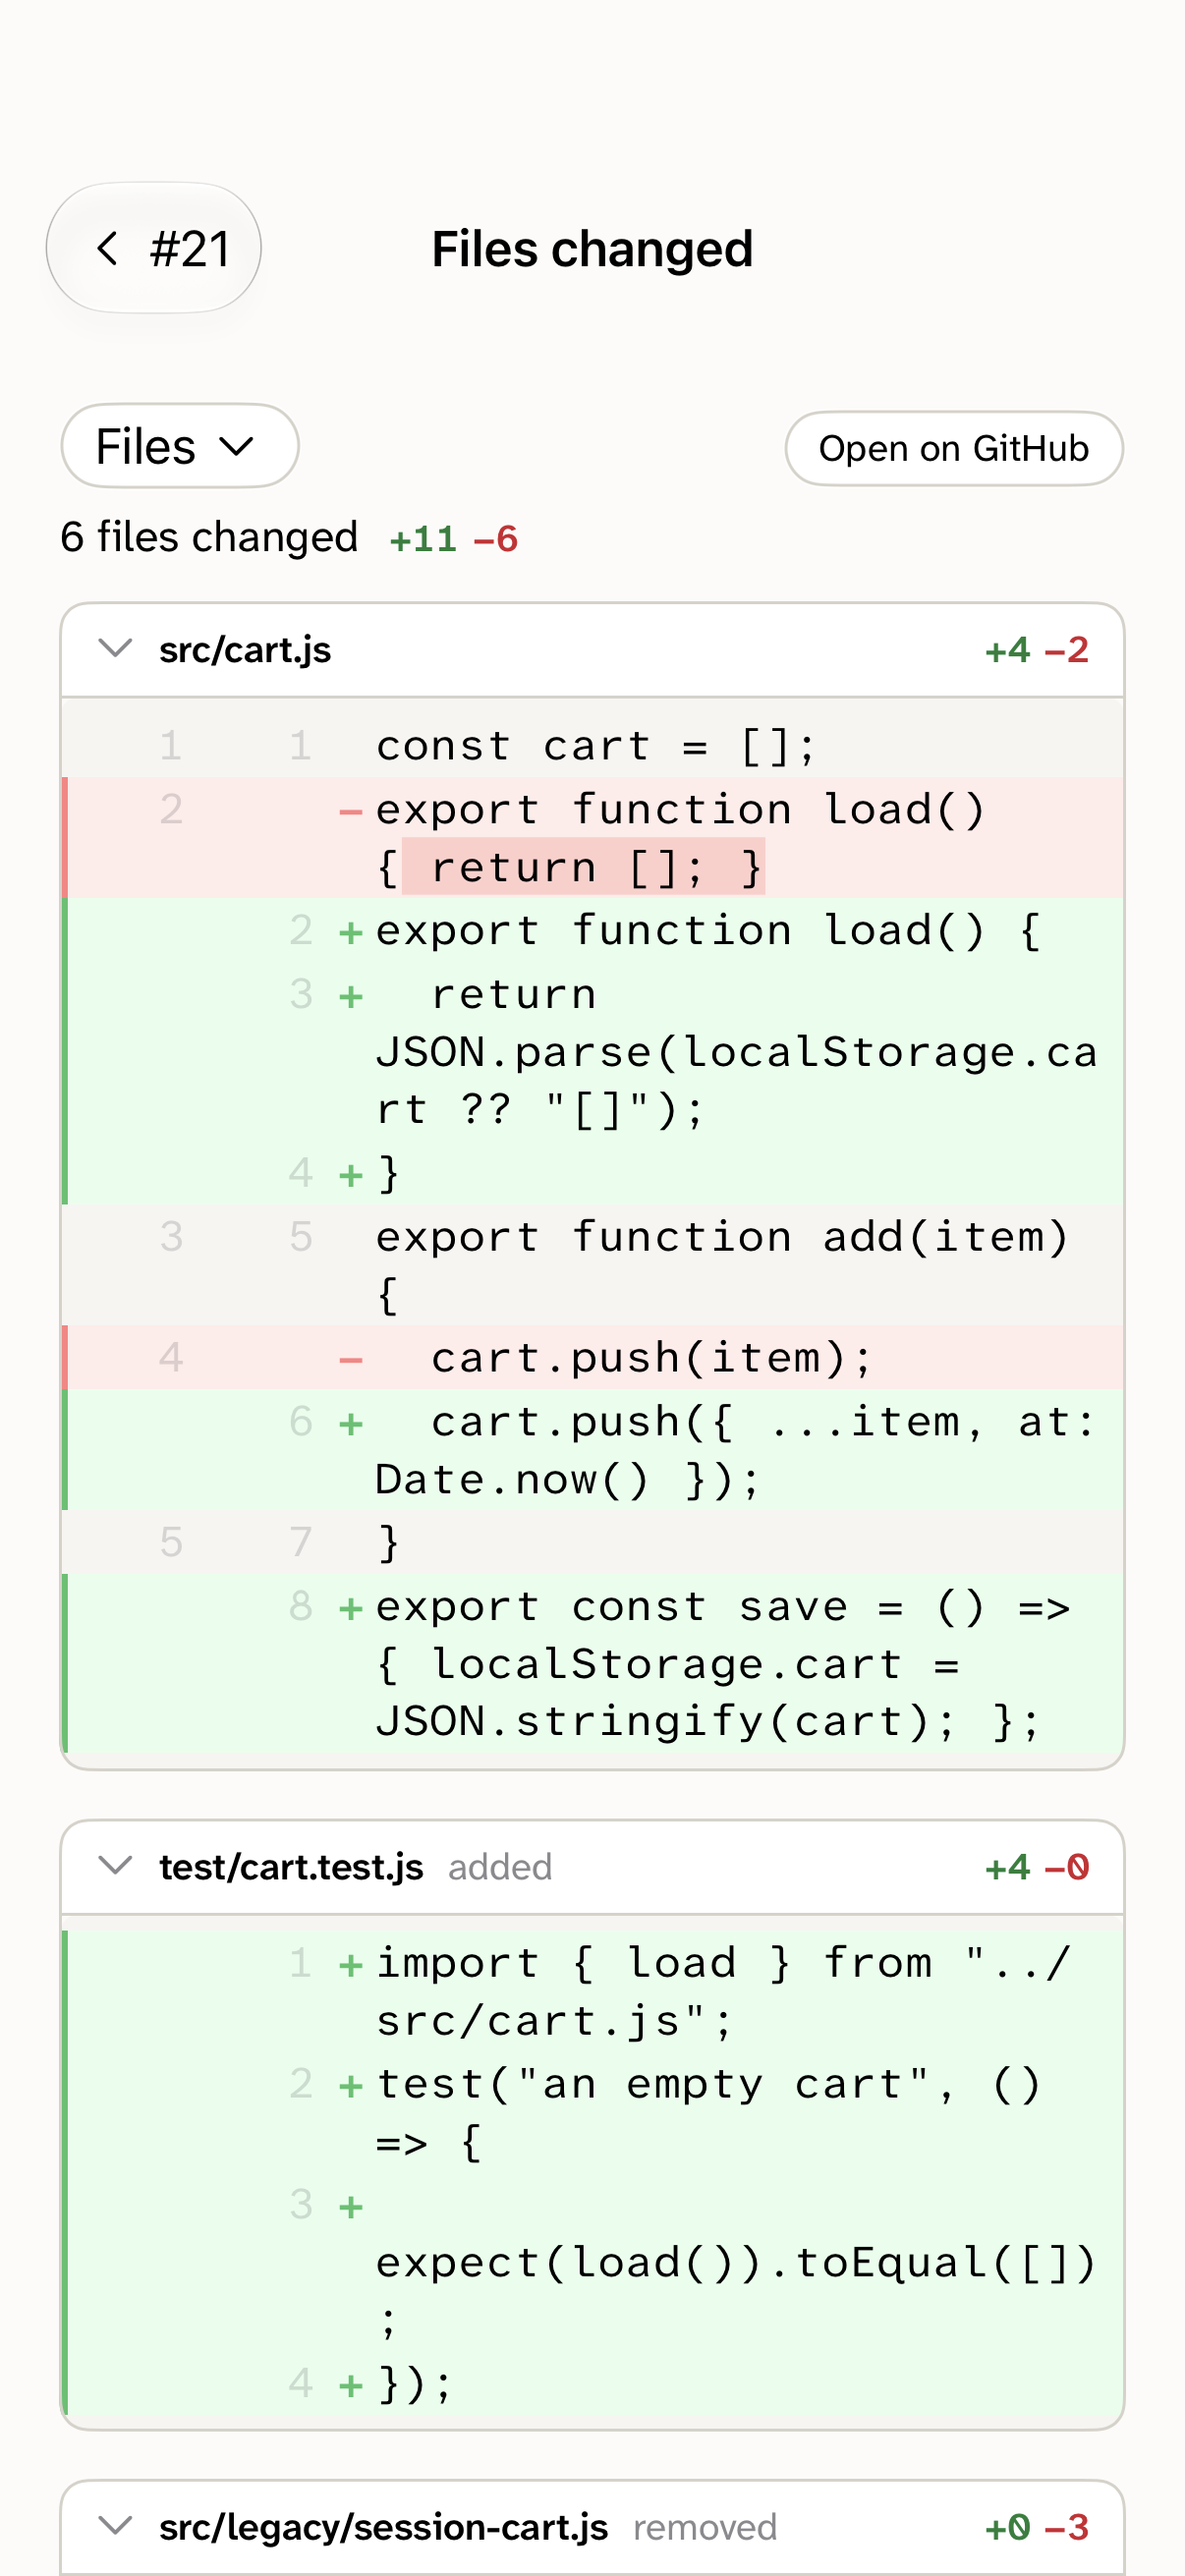 #21
Files changed
Files
Open on GitHub
6 files changed +11 −6
src/cart.js +4 −2
1 1 const cart = [];
2 −export function load()
{ return []; }
2 +export function load() {
3 +  return
JSON.parse(localStorage.ca
rt ?? "[]");
4 +}
3 5 export function add(item)
{
4 −  cart.push(item);
6 +  cart.push({ ...item, at:
Date.now() });
5 7 }
8 +export const save = () =>
{ localStorage.cart =
JSON.stringify(cart); };
test/cart.test.js added +4 −0
1 +import { load } from "../
src/cart.js";
2 +test("an empty cart", ()
=> {
3 +
expect(load()).toEqual([])
;
4 +});
src/legacy/session-cart.js removed +0 −3